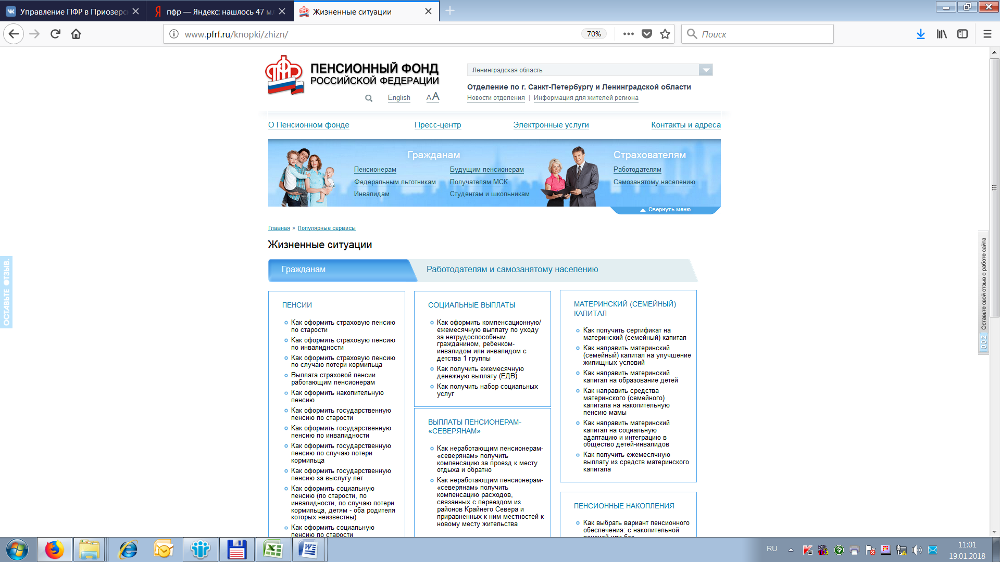 Управление ПФР в Приозерс
пфр — Яндекс: нашлось 47 мл
Жизненные ситуации
www.pfrf.ru/knopki/zhizn/
70%
Поиск
ПЕНСИОННЫЙ ФОНД
РОССИЙСКОЙ ФЕДЕРАЦИИ
English
A A
Ленинградская область
Отделение по г. Санкт-Петербургу и Ленинградской области
Новости отделения | Информация для жителей региона
О Пенсионном фонде
Пресс-центр
Электронные услуги
Контакты и адреса
Гражданам
Пенсионерам
Федеральным льготникам
Инвалидам
Будущим пенсионерам
Получателям МСК
Студентам и школьникам
Страхователям
Работодателям
Самозанятому населению
Свернуть меню
Главная » Популярные сервисы
Жизненные ситуации
Гражданам
Работодателям и самозанятому населению
ПЕНСИИ
Как оформить страховую пенсию
по старости
Как оформить страховую пенсию
по инвалидности
Как оформить страховую пенсию
по случаю потери кормильца
Выплата страховой пенсии
работающим пенсионерам
Как оформить накопительную
пенсию
Как оформить государственную
пенсию по старости
Как оформить государственную
пенсию по инвалидности
Как оформить государственную
пенсию по случаю потери
кормильца
Как оформить государственную
пенсию за выслугу лет
Как оформить социальную
пенсию (по старости, по
инвалидности, по случаю потери
кормильца, детям - оба родителя
которых неизвестны)
Как оформить социальную
пенсию по старости
СОЦИАЛЬНЫЕ ВЫПЛАТЫ
Как оформить компенсационную/
ежемесячную выплату по уходу
за нетрудоспособным
гражданином, ребенком-
инвалидом или инвалидом с
детства 1 группы
Как получить ежемесячную
денежную выплату (ЕДВ)
Как получить набор социальных
услуг
ВЫПЛАТЫ ПЕНСИОНЕРАМ-
«СЕВЕРЯНАМ»
Как неработающим пенсионерам-
«северянам» получить
компенсацию за проезд к месту
отдыха и обратно
Как неработающим пенсионерам-
«северянам» получить
компенсацию расходов,
связанных с переездом из
районов Крайнего Севера и
приравненных к ним местностей к
новому месту жительства
МАТЕРИНСКИЙ (СЕМЕЙНЫЙ)
КАПИТАЛ
Как получить сертификат на
материнский (семейный) капитал
Как направить материнский
(семейный) капитал на улучшение
жилищных условий
Как направить материнский
капитал на образование детей
Как направить средства
материнского (семейного)
капитала на накопительную
пенсию мамы
Как направить материнский
капитал на социальную
адаптацию и интеграцию в
общество детей-инвалидов
Как получить ежемесячную
выплату из средств материнского
капитала
ПЕНСИОННЫЕ НАКОПЛЕНИЯ
Как выбрать вариант пенсионного
обеспечения: с накопительной
пенсией или без
ОСТАВЬТЕ ОТЗЫВ.
Оставьте свой отзыв о работе сайта
002
RU
11:01
19.01.2018